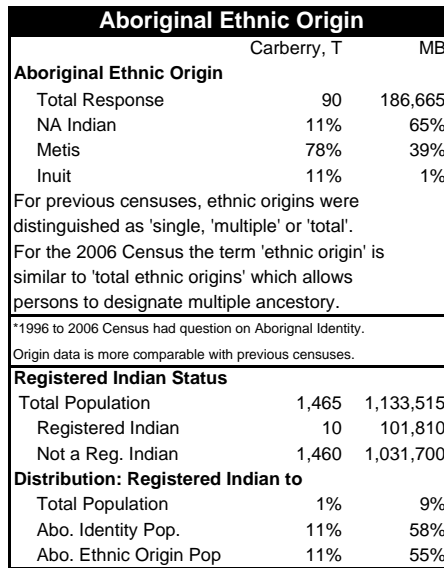 Aboriginal Ethnic Origin
Carberry, T MB
Aboriginal Ethnic Origin
Total Response 90 186,665
NA Indian 11% 65%
Metis 78% 39%
Inuit 11% 1%
For previous censuses, ethnic origins were
distinguished as 'single, 'multiple' or 'total'.
For the 2006 Census the term 'ethnic origin' is
similar to 'total ethnic origins' which allows
persons to designate multiple ancestory.
*1996 to 2006 Census had question on Aborignal Identity.
Origin data is more comparable with previous censuses.
Registered Indian Status
Total Population 1,465 1,133,515
Registered Indian 10 101,810
Not a Reg. Indian 1,460 1,031,700
Distribution: Registered Indian to
Total Population 1% 9%
Abo. Identity Pop. 11% 58%
Abo. Ethnic Origin Pop 11% 55%